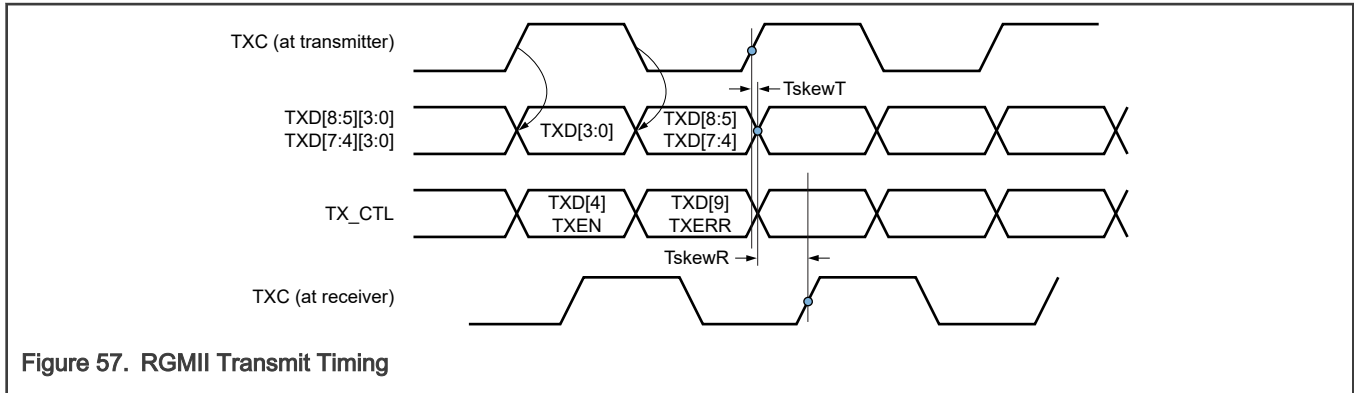 TXC (at transmitter)
TskewT
TXD[8:5][3:0]
TXD[7:4][3:0]
TXD[3:0]
TXD[8:5]
TXD[7:4]
TX_CTL
TXD[4]
TXEN
TXD[9]
TXERR
TskewR
TXC (at receiver)
Figure 57. RGMII Transmit Timing